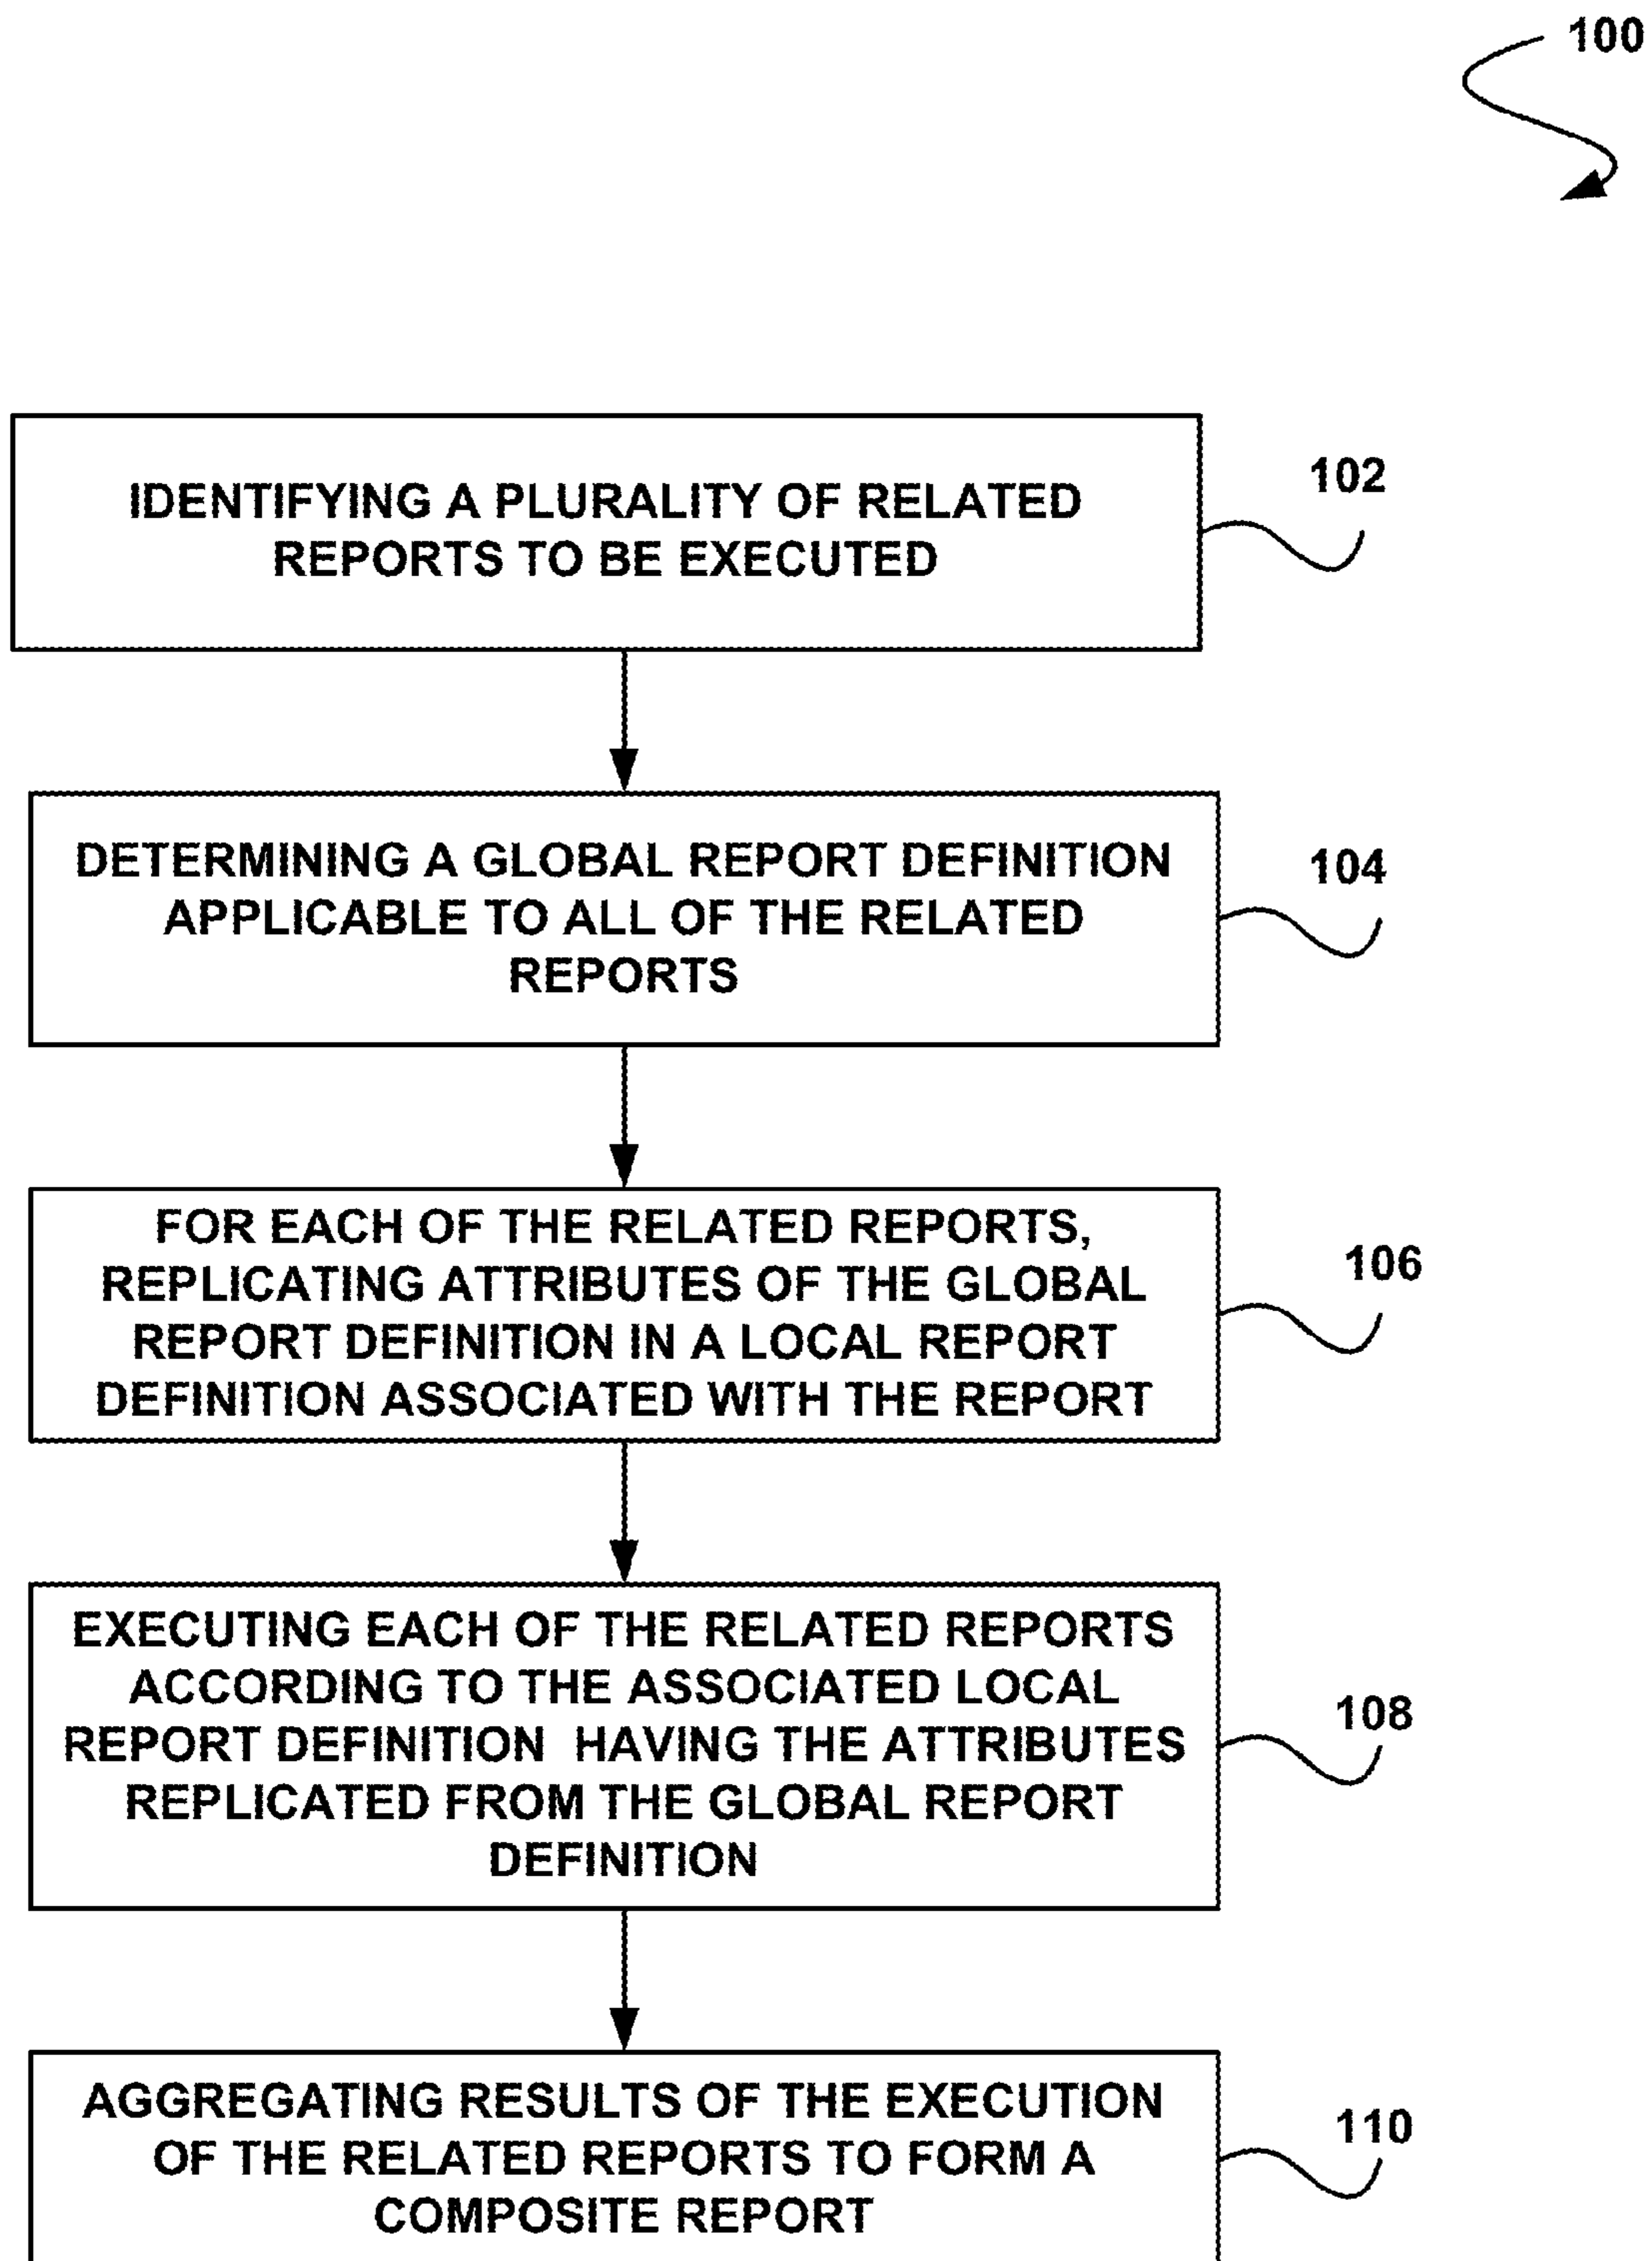 100
IDENTIFYING A PLURALITY OF RELATED
REPORTS TO BE EXECUTED
102
DETERMINING A GLOBAL REPORT DEFINITION
APPLICABLE TO ALL OF THE RELATED
REPORTS
104
FOR EACH OF THE RELATED REPORTS,
REPLICATING ATTRIBUTES OF THE GLOBAL
REPORT DEFINITION IN A LOCAL REPORT
DEFINITION ASSOCIATED WITH THE REPORT
106
EXECUTING EACH OF THE RELATED REPORTS
ACCORDING TO THE ASSOCIATED LOCAL
REPORT DEFINITION HAVING THE ATTRIBUTES
REPLICATED FROM THE GLOBAL REPORT
DEFINITION
108
AGGREGATING RESULTS OF THE EXECUTION
OF THE RELATED REPORTS TO FORM A
COMPOSITE REPORT
110